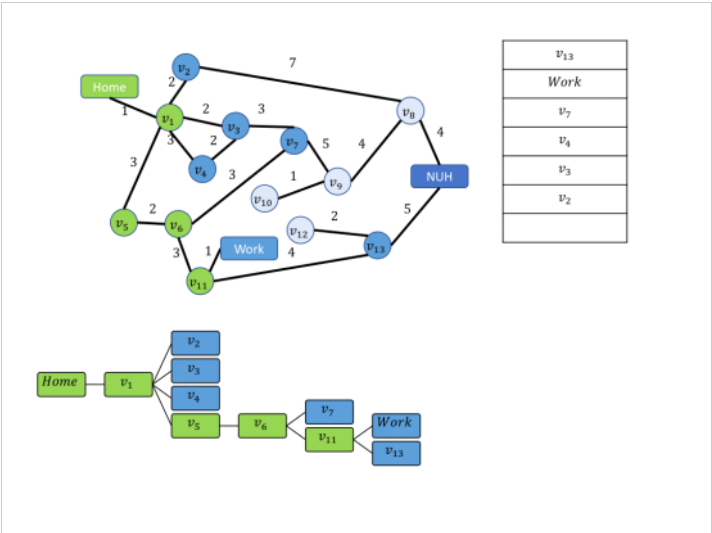 7
v₂
Home
2
1
v₁
2
v₃
3
v₈
3
2
v₇
5
4
4
v₄
3
3
1
v₉
NUH
v₁₀
v₅
2
v₆
v₁₂
2
5
3
1
Work
4
v₁₃
v₁₁
v₁₃
Work
v₇
v₄
v₃
v₂
v₂
v₃
Home
v₁
v₄
v₅
v₆
v₇
Work
v₁₁
v₁₃